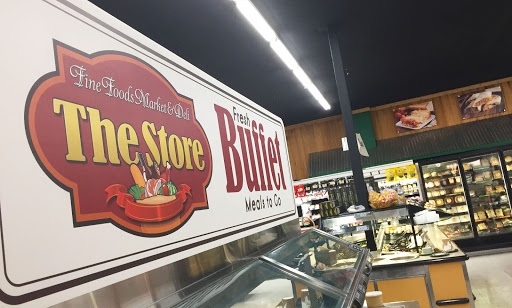 Fine Foods Market & Deli
The Store
Fresh
Buffet
Meals to Go